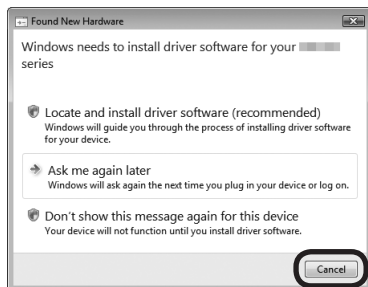 Found New Hardware
Windows needs to install driver software for your
series
Locate and install driver software (recommended)
Windows will guide you through the process of installing driver software
for your device.
Ask me again later
Windows will ask again the next time you plug in your device or log on.
Don't show this message again for this device
Your device will not function until you install driver software.
Cancel